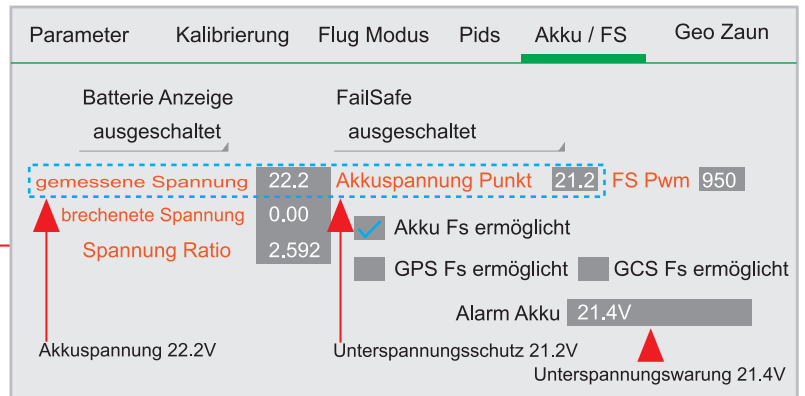 Parameter Kalibrierung Flug Modus Pids Akku / FS Geo Zaun
Batterie Anzeige FailSafe
ausgeschaltet ausgeschaltet
gemessene Spannung 22.2 Akkuspannung Punkt 21.2 FS Pwm 950
brechenete Spannung 0.00 Akku Fs ermöglicht
Spannung Ratio 2.592 GPS Fs ermöglicht GCS Fs ermöglicht
Alarm Akku 21.4V
Akkuspannung 22.2V Unterspannungsschutz 21.2V
Unterspannungswarung 21.4V